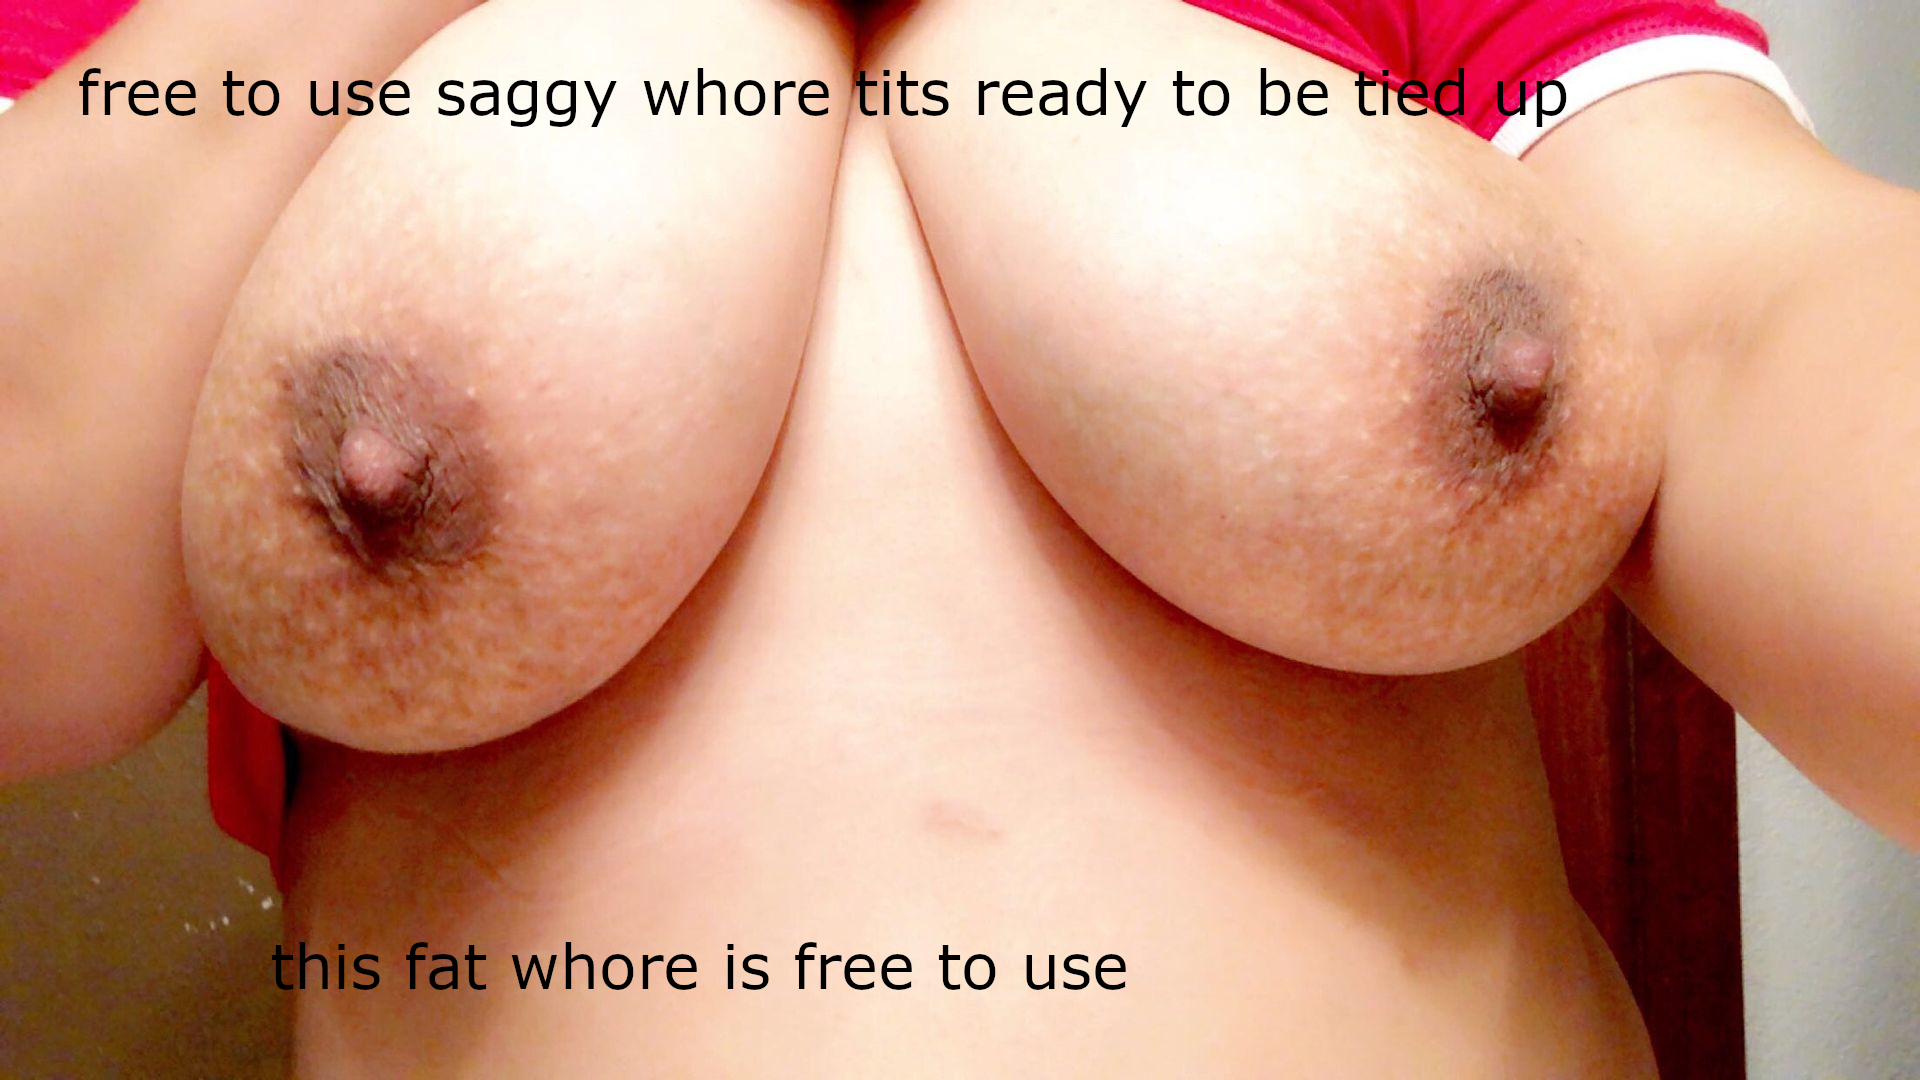 free to use saggy whore tits ready to be tied up
this fat whore is free to use